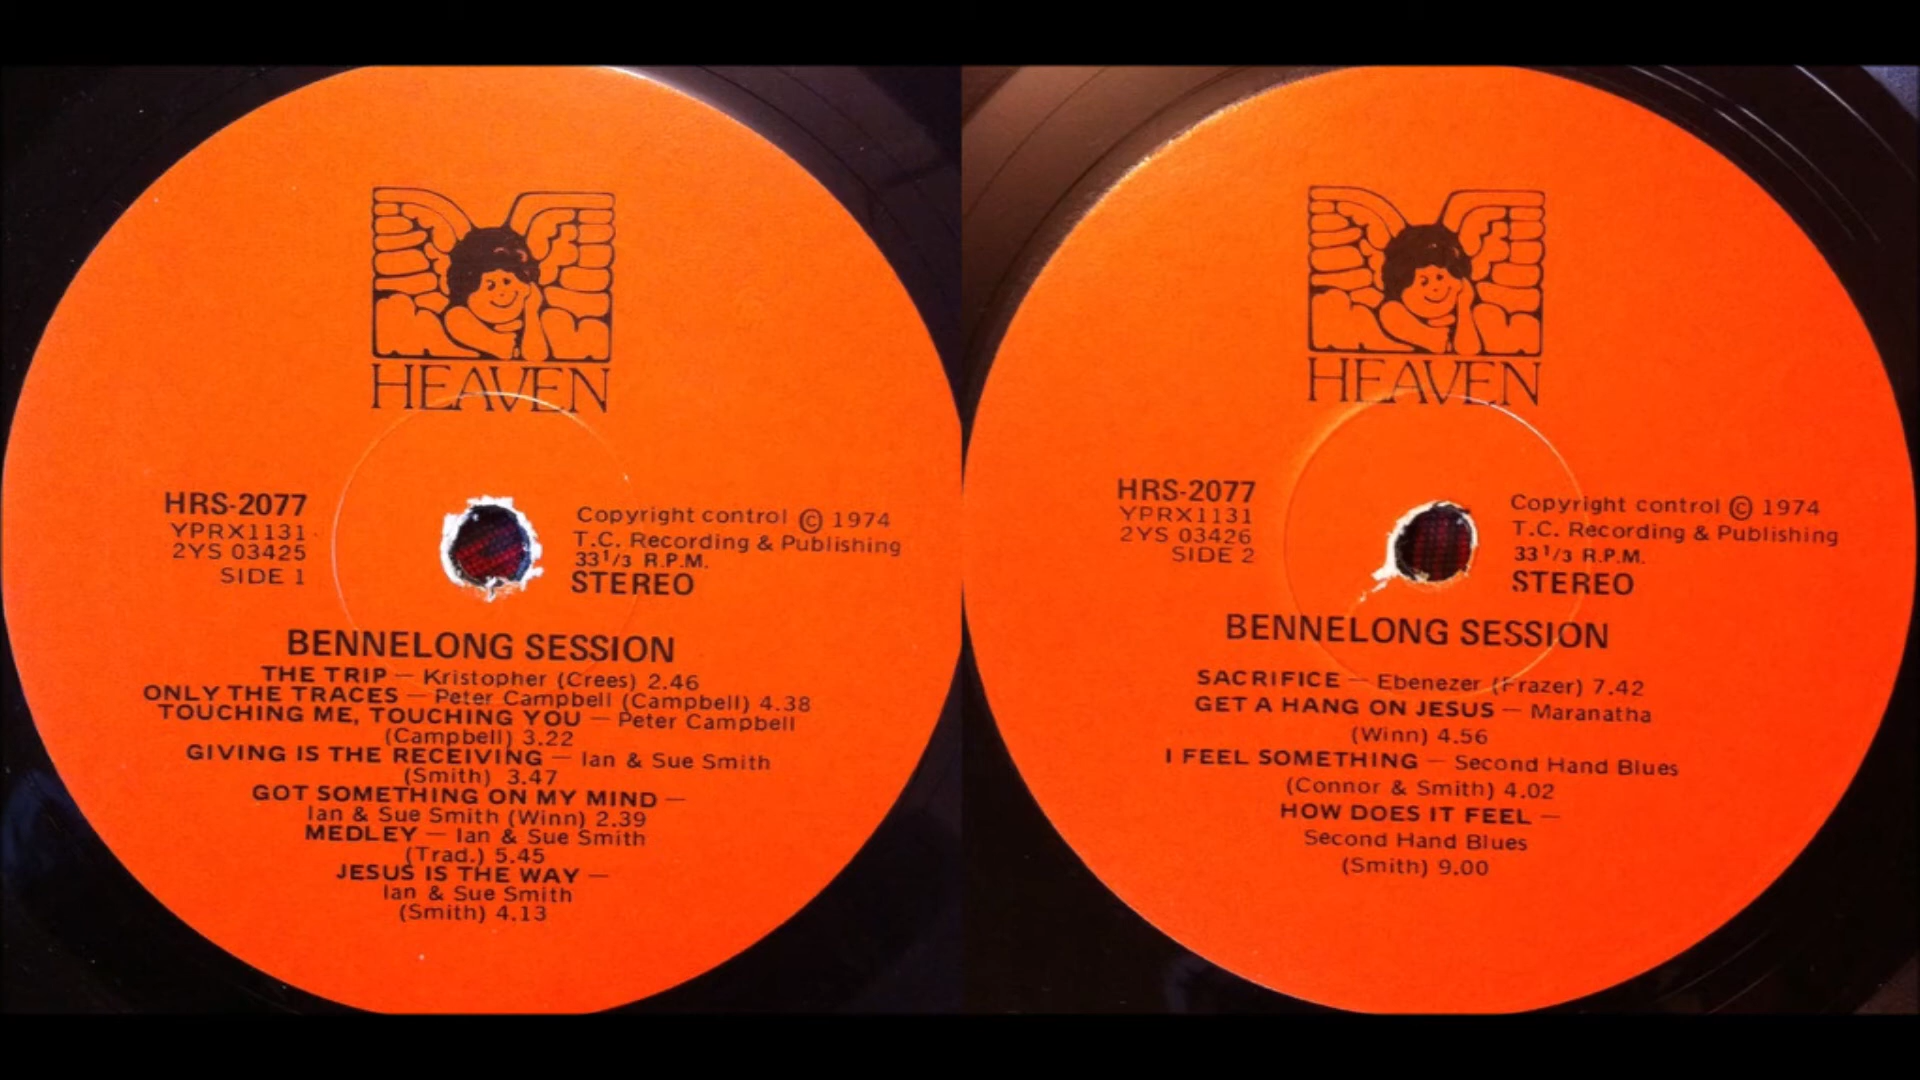 HEAVEN
HRS-2077
YPRX1131
2YS 03425
SIDE 1
Copyright control © 1974
T.C. Recording & Publishing
33 1/3 R.P.M.
STEREO
BENNELONG SESSION
THE TRIP — Kristopher (Crees) 2.46
ONLY THE TRACES — Peter Campbell (Campbell) 4.38
TOUCHING ME, TOUCHING YOU — Peter Campbell
(Campbell) 3.22
GIVING IS THE RECEIVING — Ian & Sue Smith
(Smith) 3.47
GOT SOMETHING ON MY MIND —
Ian & Sue Smith (Winn) 2.39
MEDLEY — Ian & Sue Smith
(Trad.) 5.45
JESUS IS THE WAY —
Ian & Sue Smith
(Smith) 4.13
HEAVEN
HRS-2077
YPRX1131
2YS 03426
SIDE 2
Copyright control © 1974
T.C. Recording & Publishing
33 1/3 R.P.M.
STEREO
BENNELONG SESSION
SACRIFICE — Ebenezer (Frazer) 7.42
GET A HANG ON JESUS — Maranatha
(Winn) 4.56
I FEEL SOMETHING — Second Hand Blues
(Connor & Smith) 4.02
HOW DOES IT FEEL —
Second Hand Blues
(Smith) 9.00